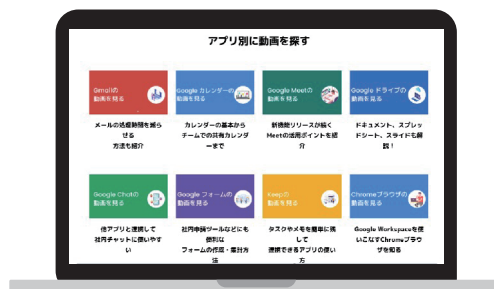 アプリ別に動画を探す
Gmailの
動画を見る
Google カレンダーの
動画を見る
Google Meetの
動画を見る
Google ドライブの
動画を見る
メールの処理時間を減ら
せる
方法も紹介
カレンダーの基本から
チームでの共有カレンダ
ーまで
新機能リリースが続く
Meetの活用ポイントを紹
介
ドキュメント、スプレッ
ドシート、スライドも解
説！
Google Chatの
動画を見る
Google フォームの
動画を見る
Keepの
動画を見る
Chromeブラウザの
動画を見る
他アプリと連携して
社内チャットに使いやす
い
社内申請ツールなどにも
便利な
フォームの作成・集計方
法
タスクやメモを簡単に残
して
連携できるアプリの使い
方
Google Workspaceを使
いこなすChromeブラウ
ザを知る